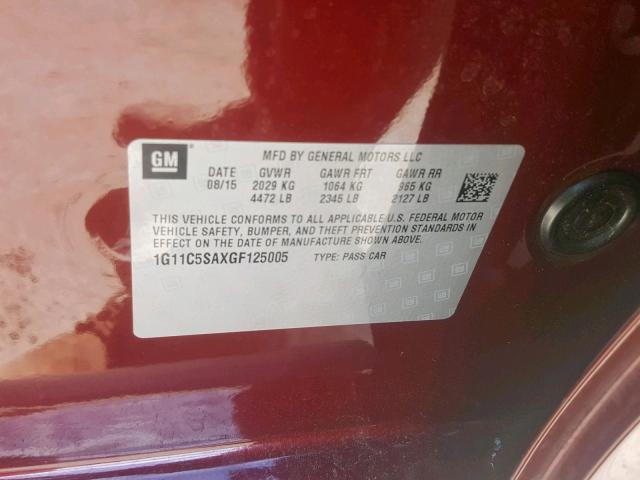 GM
MFD BY GENERAL MOTORS LLC
DATE GVWR GAWR FRT GAWR RR
08/15 2029 KG 1064 KG 965 KG
4472 LB 2345 LB 2127 LB
THIS VEHICLE CONFORMS TO ALL APPLICABLE U.S. FEDERAL MOTOR
VEHICLE SAFETY, BUMPER, AND THEFT PREVENTION STANDARDS IN
EFFECT ON THE DATE OF MANUFACTURE SHOWN ABOVE.
1G11C5SAXGF125005 TYPE: PASS CAR